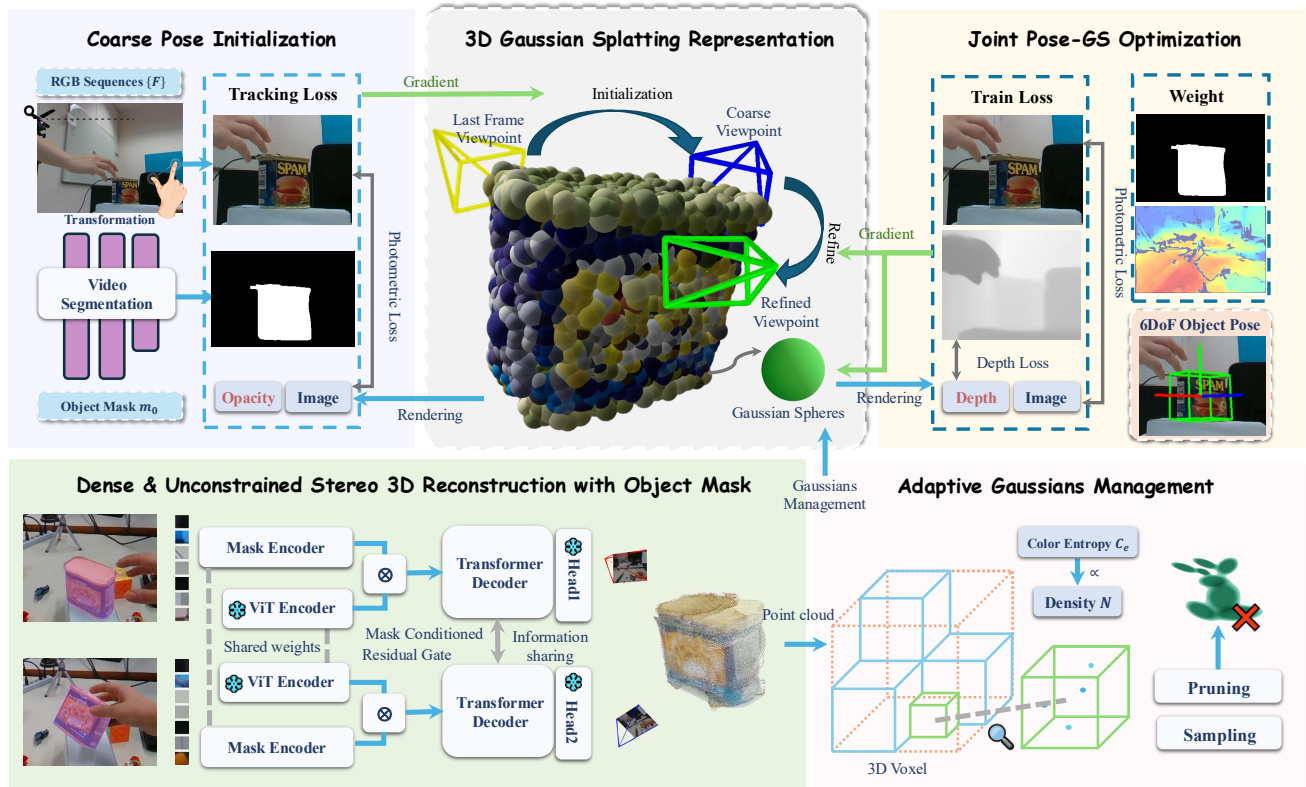 Coarse Pose Initialization
RGB Sequences {F}
Tracking Loss
SPAM
SPAM
Transformation
Video
Segmentation
Photometric Loss
Object Mask m₀
Opacity
Image
3D Gaussian Splatting Representation
Gradient
Initialization
Last Frame
Viewpoint
Coarse
Viewpoint
Refine
Refined
Viewpoint
Gaussian Spheres
Rendering
Joint Pose-GS Optimization
Train Loss
Weight
SPAM
Gradient
Photometric Loss
Depth Loss
Depth
Image
Rendering
6DoF Object Pose
SPAM
Dense & Unconstrained Stereo 3D Reconstruction with Object Mask
Mask Encoder
ViT Encoder
Shared weights
ViT Encoder
Mask Encoder
⊗
⊗
Mask Conditioned
Residual Gate
Transformer
Decoder
Head1
Information
sharing
Transformer
Decoder
Head2
Point cloud
Gaussians
Management
Adaptive Gaussians Management
Color Entropy Cₑ
∝
Density N
3D Voxel
Pruning
Sampling